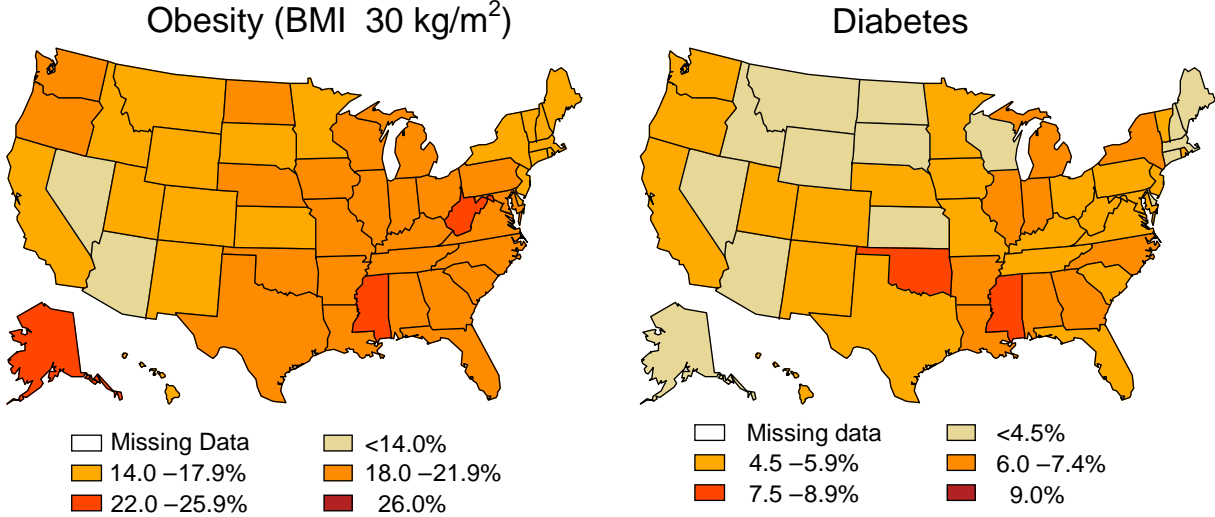 Obesity (BMI 30 kg/m²)
Diabetes
Missing Data
<14.0%
14.0 –17.9%
18.0 –21.9%
22.0 –25.9%
26.0%
Missing data
<4.5%
4.5 –5.9%
6.0 –7.4%
7.5 –8.9%
9.0%